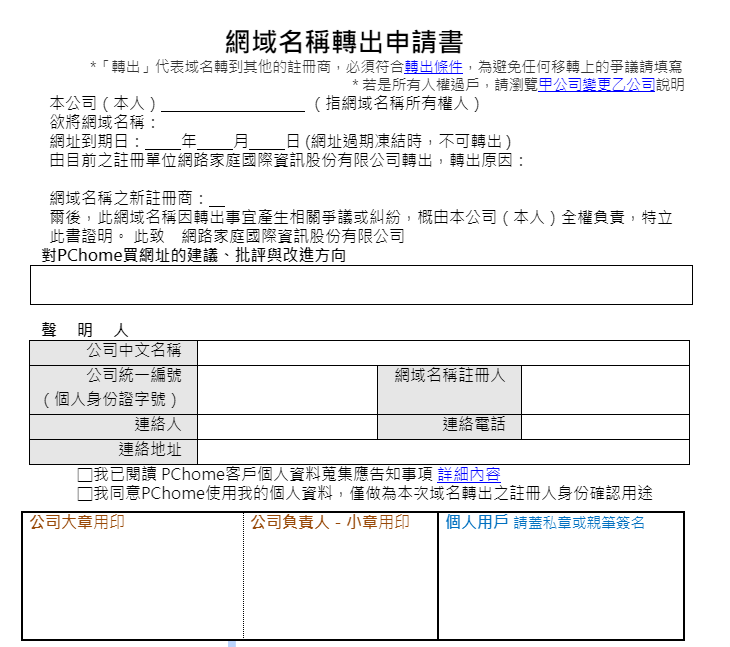 網域名稱轉出申請書
*「轉出」代表域名轉到其他的註冊商，必須符合轉出條件，為避免任何移轉上的爭議請填寫
* 若是所有人權過戶，請瀏覽甲公司變更乙公司說明
本公司（本人）__________________ （指網域名稱所有權人）
欲將網域名稱：
網址到期日：____年____月____日 (網址過期凍結時，不可轉出)
由目前之註冊單位網路家庭國際資訊股份有限公司轉出，轉出原因：
網域名稱之新註冊商：__
爾後，此網域名稱因轉出事宜產生相關爭議或糾紛，概由本公司（本人）全權負責，特立
此書證明。 此致　網路家庭國際資訊股份有限公司
對PChome買網址的建議、批評與改進方向
聲　明　人
公司中文名稱
公司統一編號 網域名稱註冊人
（個人身份證字號）
連絡人 連絡電話
連絡地址
□我已閱讀 PChome客戶個人資料蒐集應告知事項 詳細內容
□我同意PChome使用我的個人資料，僅做為本次域名轉出之註冊人身份確認用途
公司大章用印 公司負責人 - 小章用印 個人用戶 請蓋私章或親筆簽名